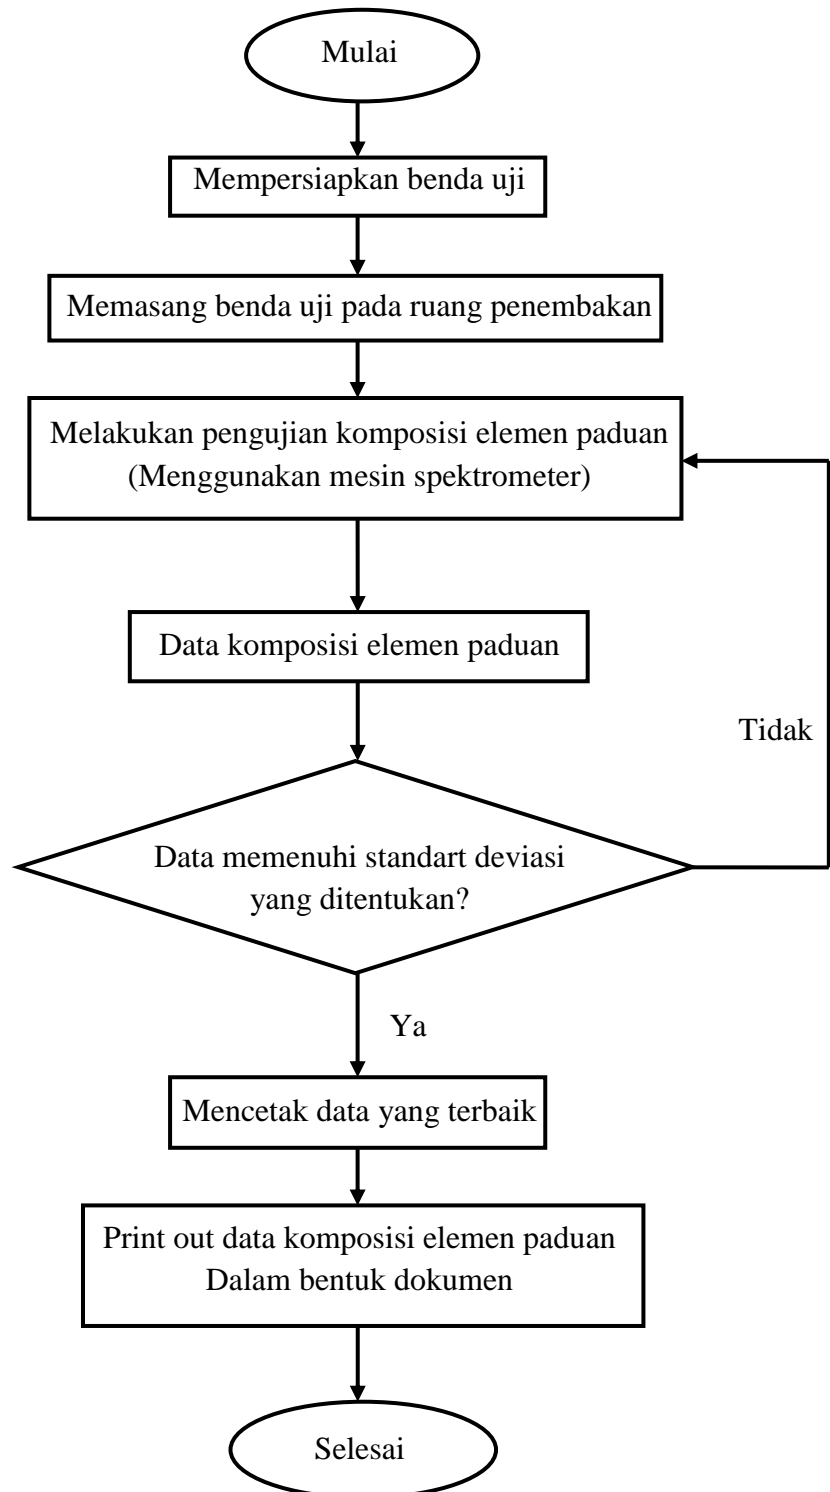 Mulai
Mempersiapkan benda uji
Memasang benda uji pada ruang penembakan
Melakukan pengujian komposisi elemen paduan
(Menggunakan mesin spektrometer)
Data komposisi elemen paduan
Tidak
Data memenuhi standart deviasi
yang ditentukan?
Ya
Mencetak data yang terbaik
Print out data komposisi elemen paduan
Dalam bentuk dokumen
Selesai